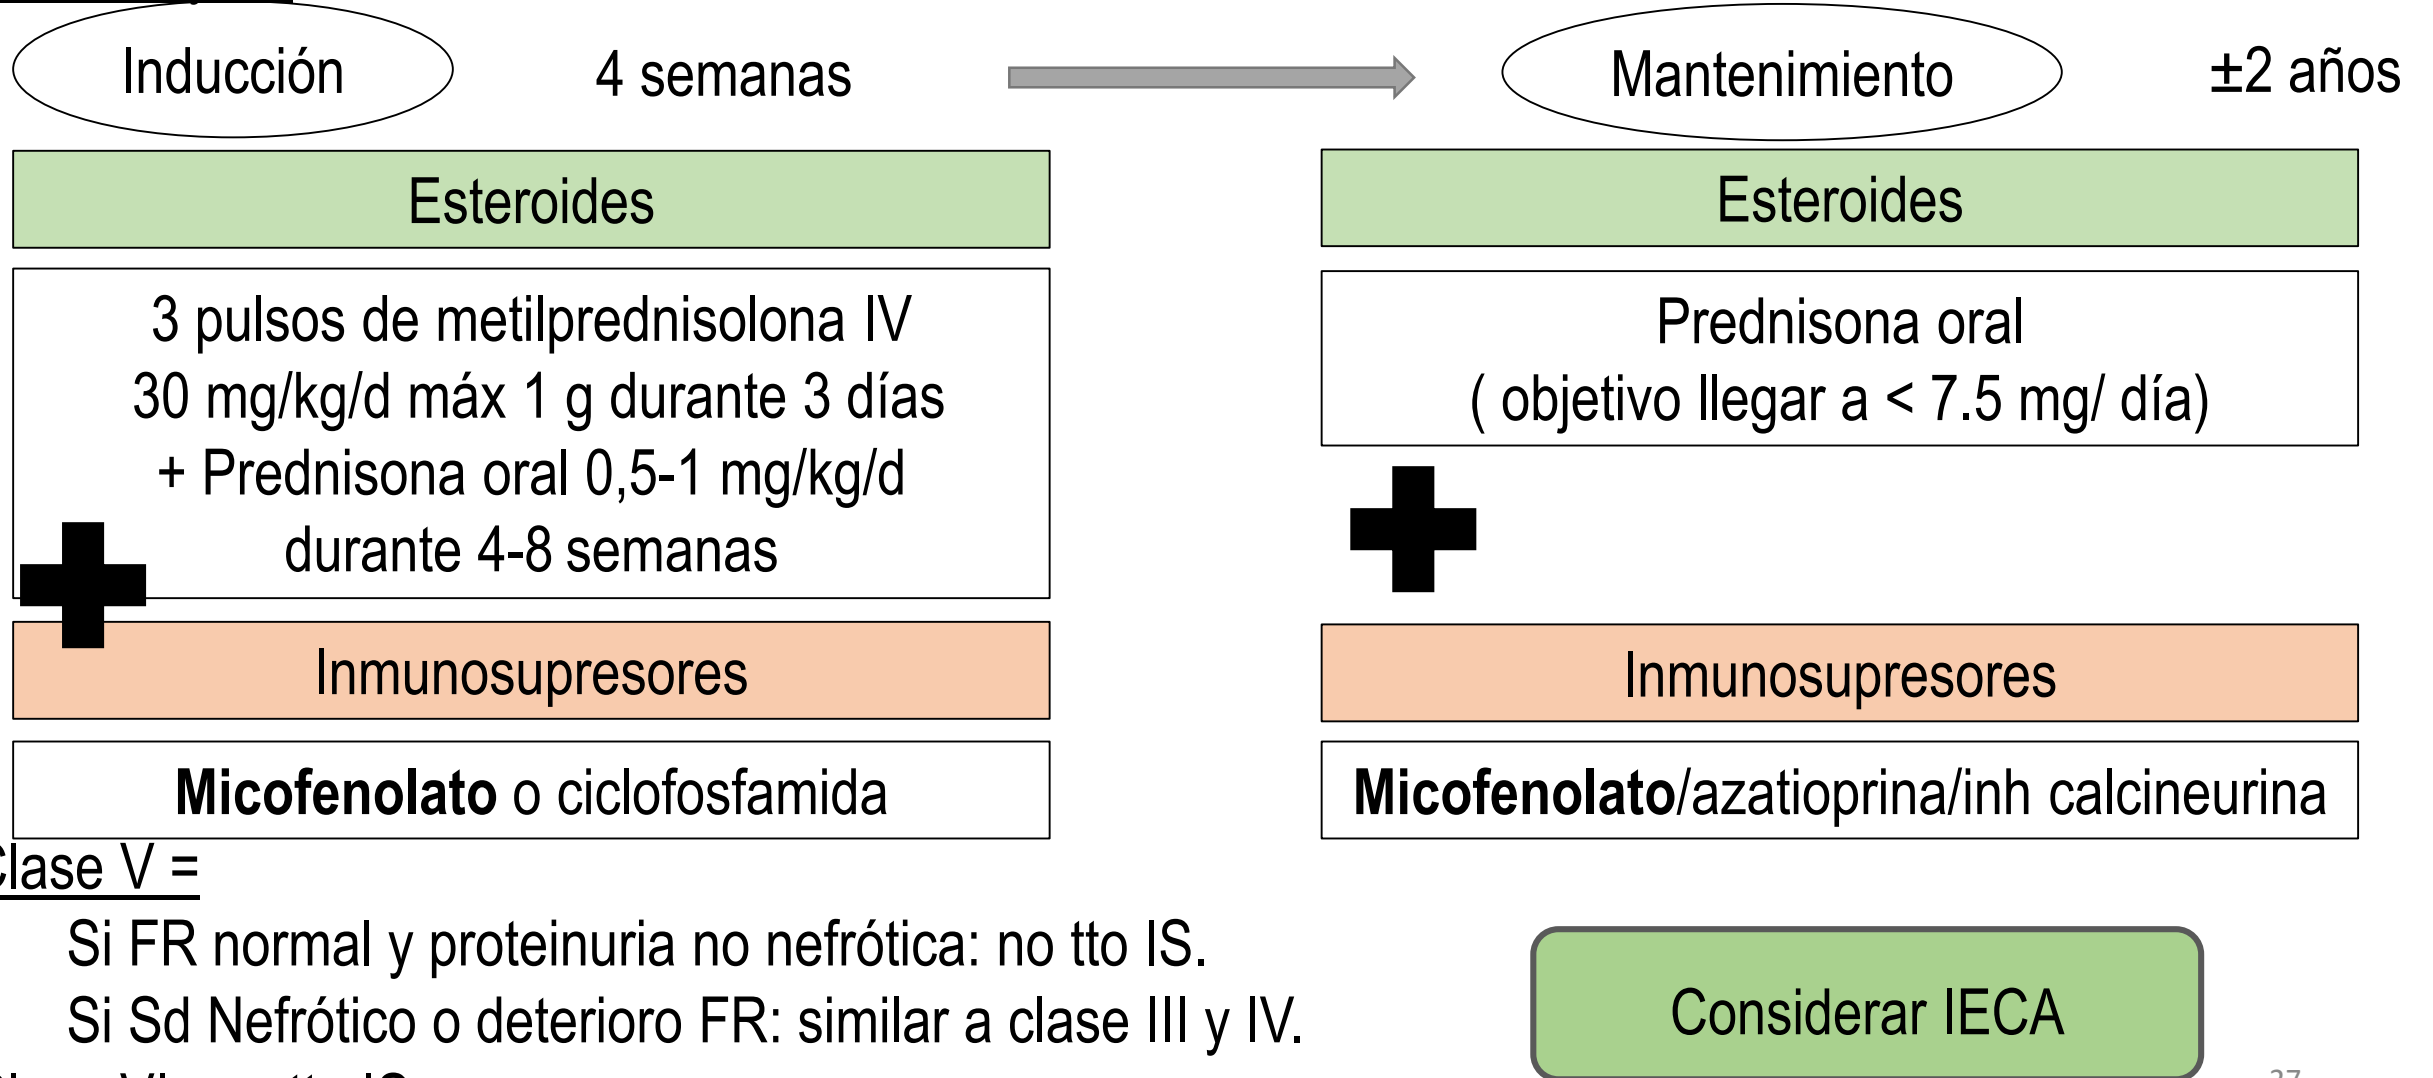 Inducción
4 semanas
Mantenimiento
±2 años
Esteroides
3 pulsos de metilprednisolona IV
30 mg/kg/d máx 1 g durante 3 días
+ Prednisona oral 0,5-1 mg/kg/d
durante 4-8 semanas
Inmunosupresores
Micofenolato o ciclofosfamida
Esteroides
Prednisona oral
( objetivo llegar a < 7.5 mg/ día)
Inmunosupresores
Micofenolato/azatioprina/inh calcineurina
Clase V =
Si FR normal y proteinuria no nefrótica: no tto IS.
Si Sd Nefrótico o deterioro FR: similar a clase III y IV.
Considerar IECA